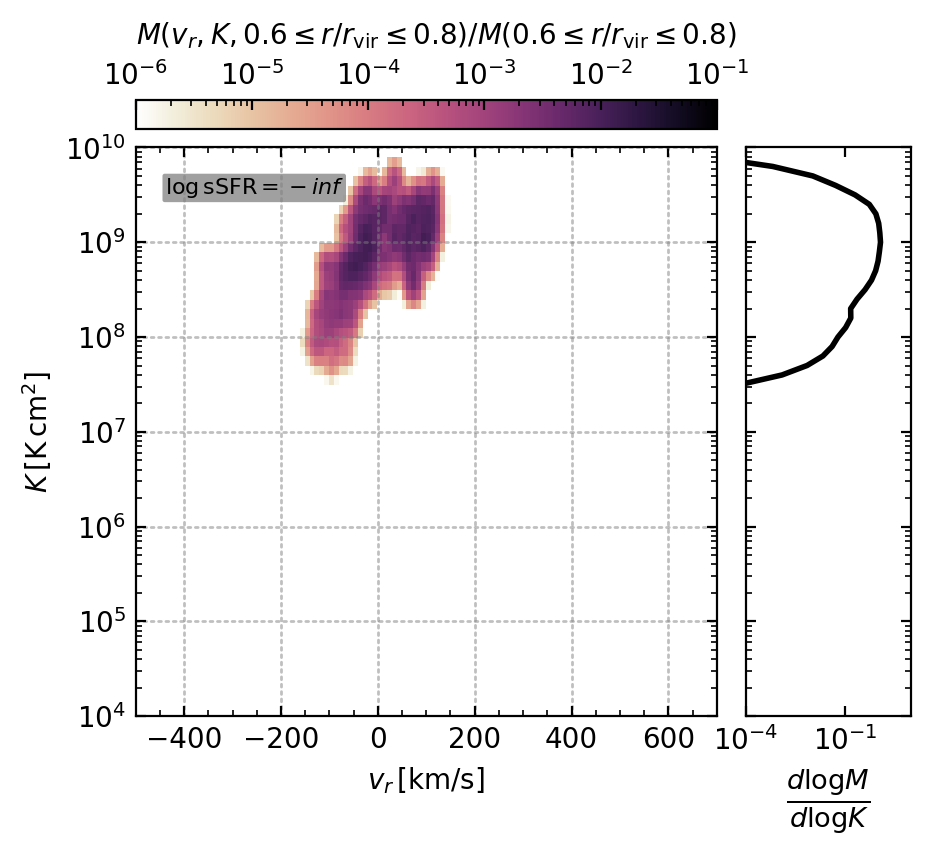 M(v_r, K, 0.6 ≤ r/r_vir ≤ 0.8)/M(0.6 ≤ r/r_vir ≤ 0.8)
10^−6 10^−5 10^−4 10^−3 10^−2 10^−1
log sSFR = −inf
10^10
10^9
10^8
10^7
10^6
10^5
10^4
K [K cm^2]
−400 −200 0 200 400 600
v_r [km/s]
10^−4 10^−1
dlogM
dlogK